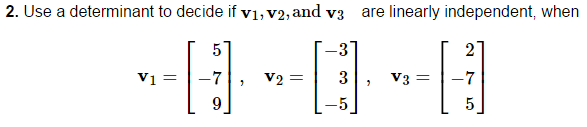 2. Use a determinant to decide if v1, v2, and v3 are linearly independent, when
v1 = [5 -7 9], v2 = [-3 3 -5], v3 = [2 -7 5]